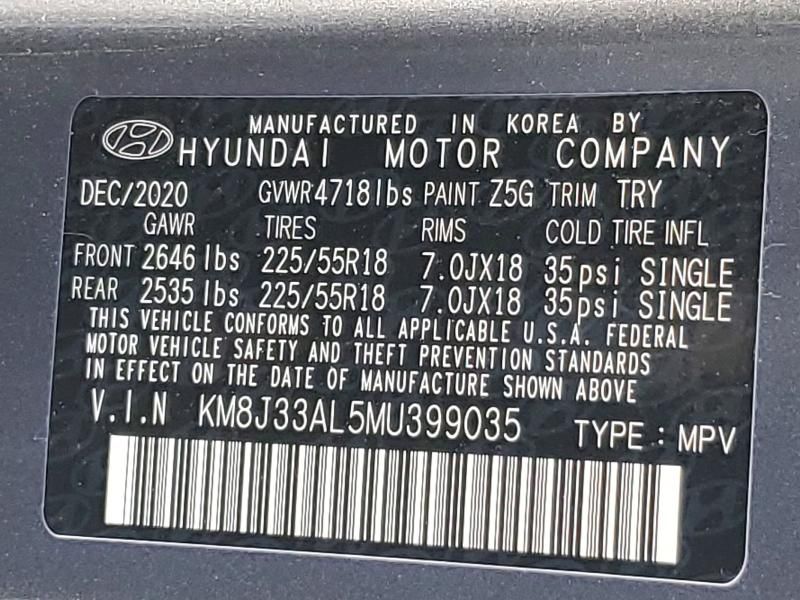 MANUFACTURED IN KOREA BY
HYUNDAI MOTOR COMPANY
DEC/2020 GVWR 4718lbs PAINT Z5G TRIM TRY
GAWR TIRES RIMS COLD TIRE INFL
FRONT 2646 lbs 225/55R18 7.0JX18 35psi SINGLE
REAR 2535 lbs 225/55R18 7.0JX18 35psi SINGLE
THIS VEHICLE CONFORMS TO ALL APPLICABLE U.S.A. FEDERAL
MOTOR VEHICLE SAFETY AND THEFT PREVENTION STANDARDS
IN EFFECT ON THE DATE OF MANUFACTURE SHOWN ABOVE
V.I.N KM8J33AL5MU399035 TYPE : MPV